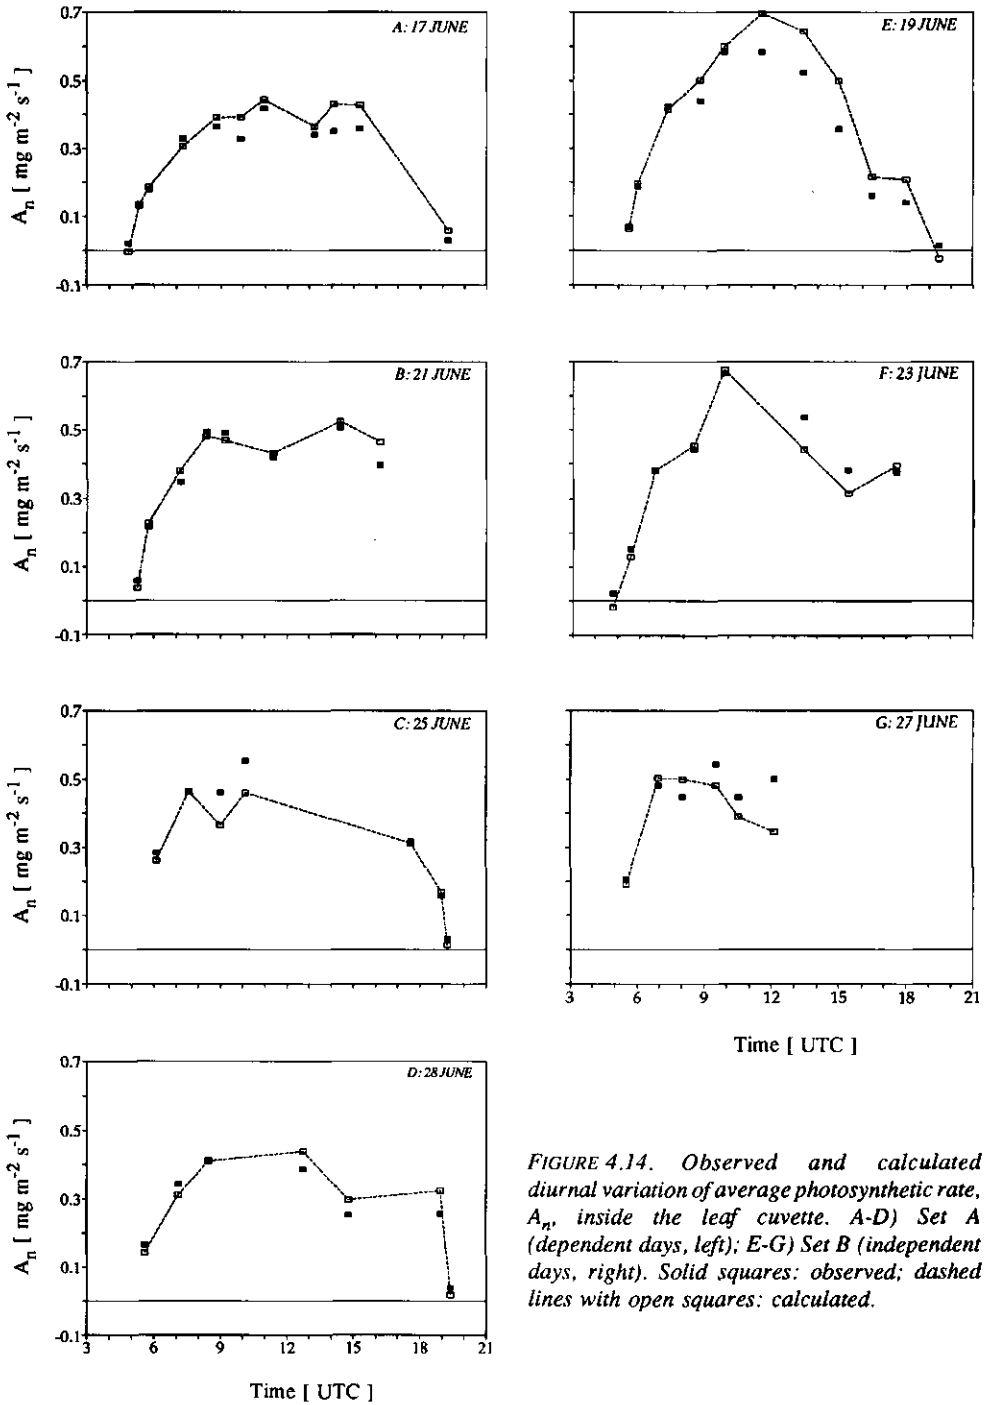 0.7
A: 17 JUNE
0.5
0.3
0.1
-0.1
Aₙ [ mg m⁻² s⁻¹ ]
E: 19 JUNE
0.7
B: 21 JUNE
0.5
0.3
0.1
-0.1
Aₙ [ mg m⁻² s⁻¹ ]
F: 23 JUNE
0.7
C: 25 JUNE
0.5
0.3
0.1
-0.1
Aₙ [ mg m⁻² s⁻¹ ]
G: 27 JUNE
3 6 9 12 15 18 21
Time [ UTC ]
0.7
D: 28 JUNE
0.5
0.3
0.1
-0.1
Aₙ [ mg m⁻² s⁻¹ ]
3 6 9 12 15 18 21
Time [ UTC ]
FIGURE 4.14. Observed and calculated
diurnal variation of average photosynthetic rate,
Aₙ, inside the leaf cuvette. A-D) Set A
(dependent days, left); E-G) Set B (independent
days, right). Solid squares: observed; dashed
lines with open squares: calculated.